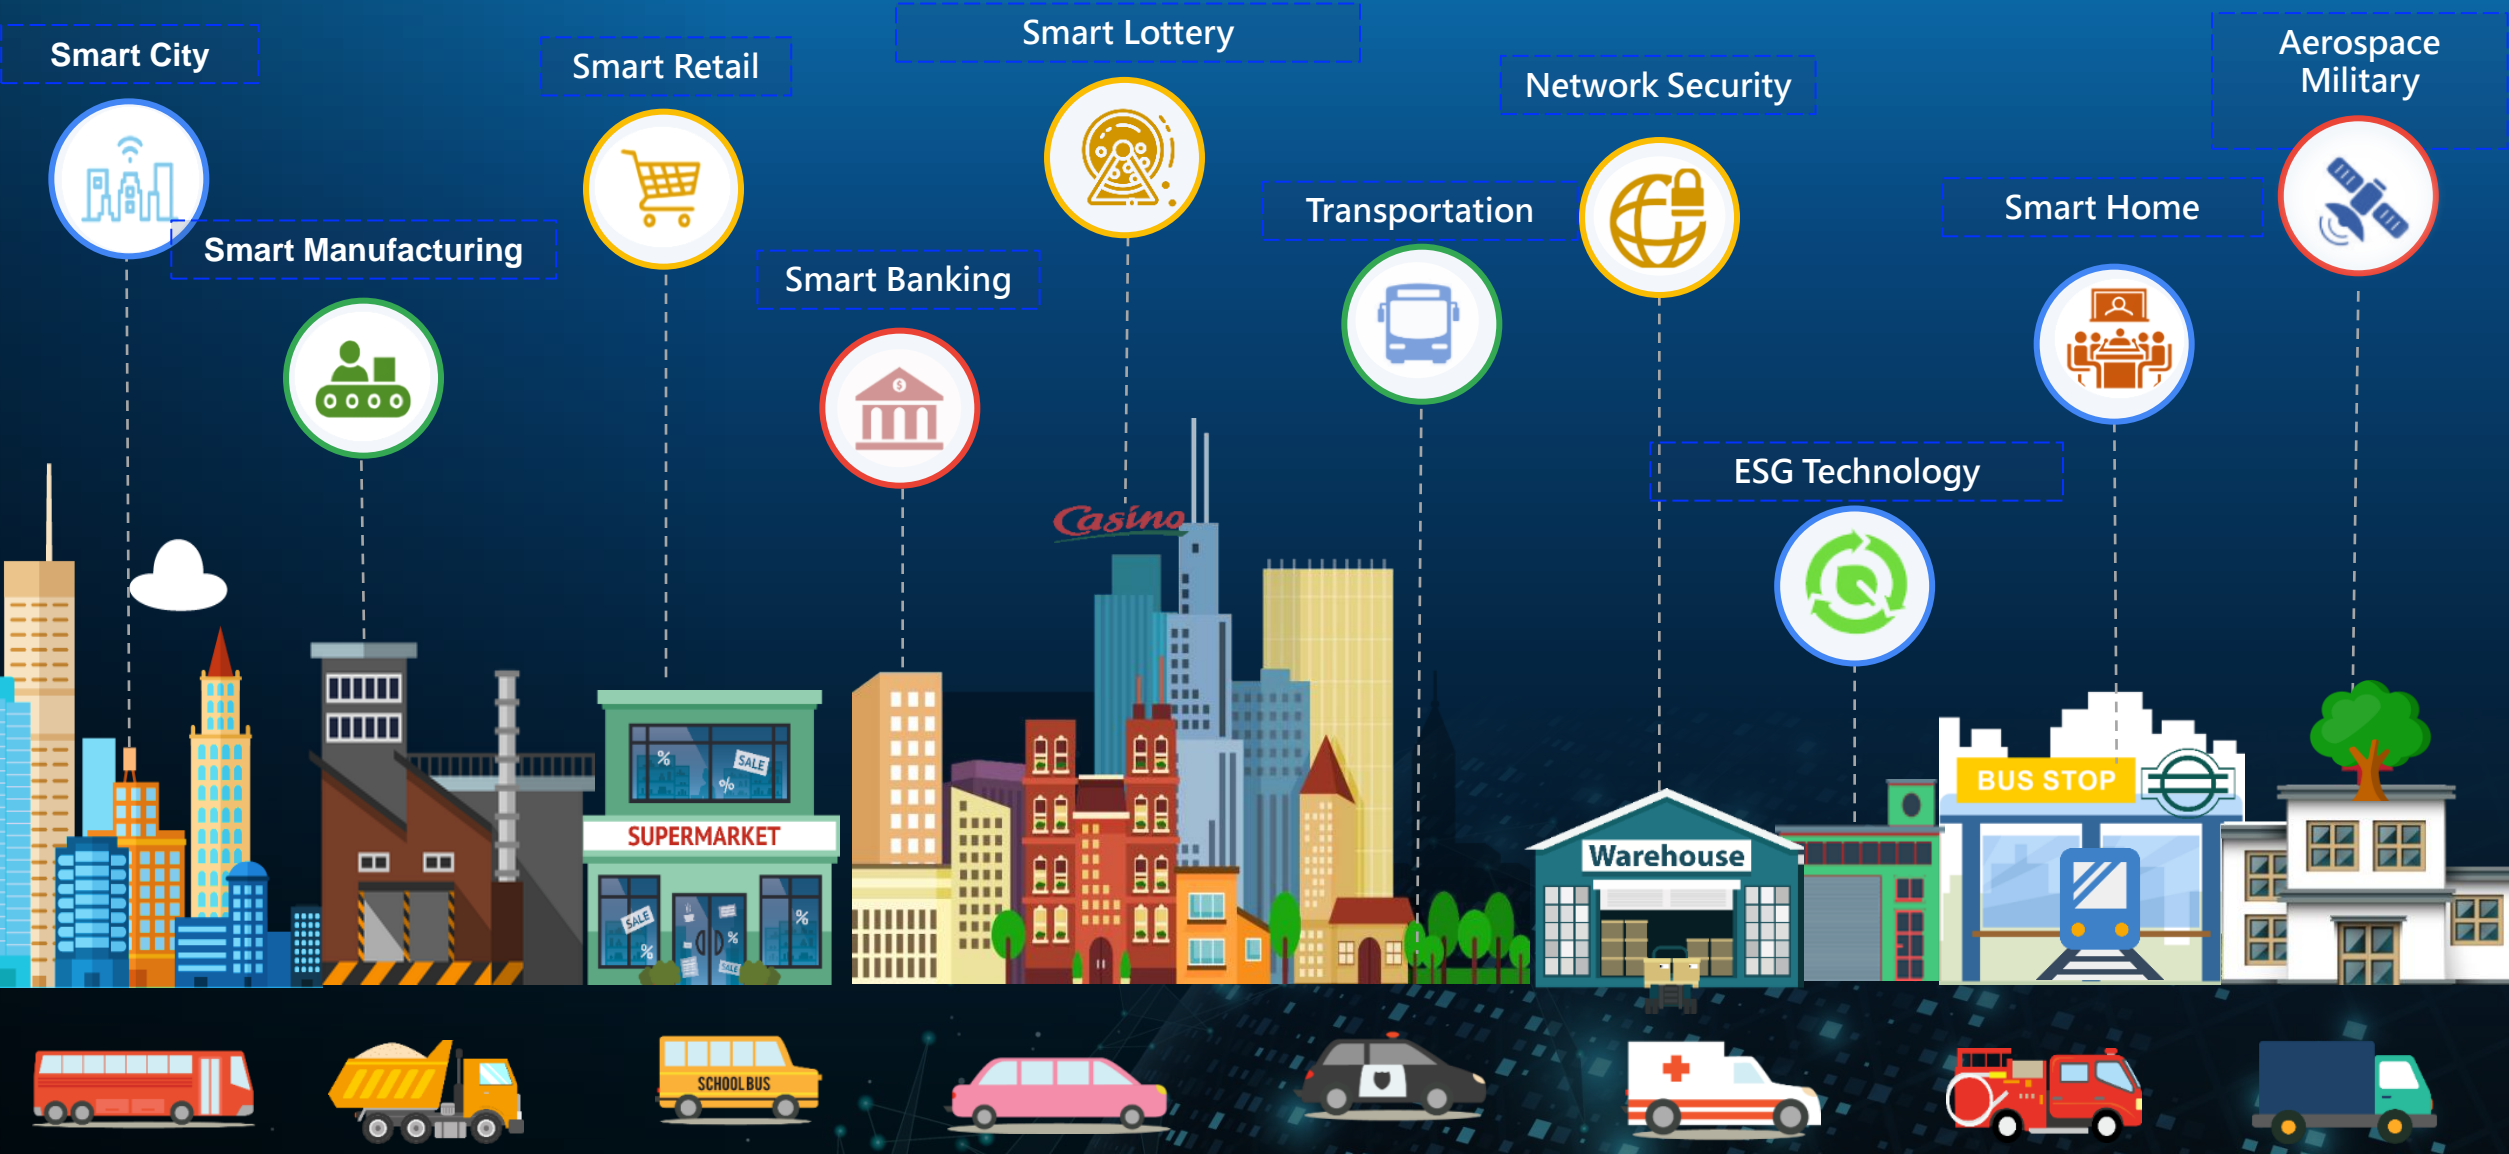 Smart City
Smart Manufacturing
Smart Retail
Smart Banking
Smart Lottery
Transportation
Network Security
ESG Technology
Smart Home
Aerospace
Military
Casino
%
SALE
%
SUPERMARKET
SALE
%
%
%
SALE
Warehouse
BUS STOP
SCHOOL BUS